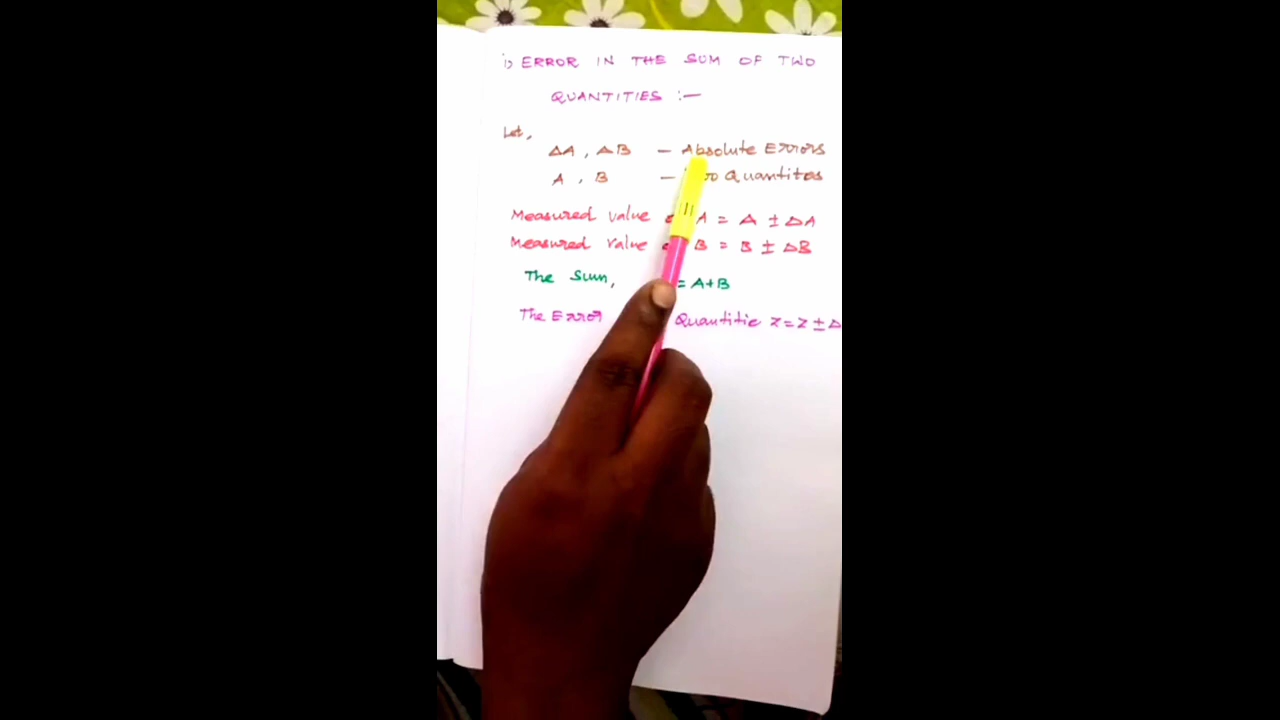 i) ERROR IN THE SUM OF TWO
QUANTITIES :—
Let,
ΔA , ΔB — Absolute Errors
A , B — Quantites
Measured value A = A ± ΔA
Measured value B = B ± ΔB
The Sum, = A+B
The Error Quantitie Z = Z ± Δ